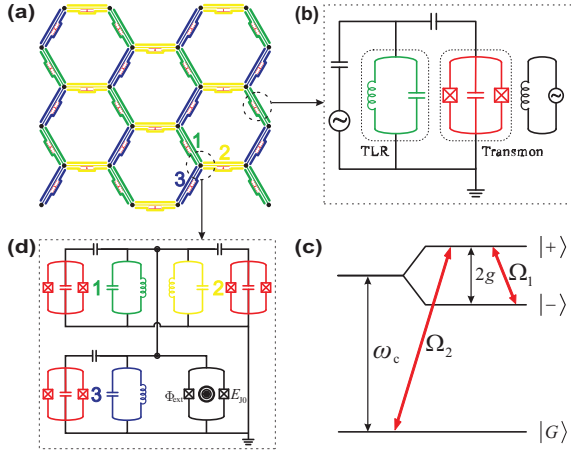 (a)
1
2
3
(b)
TLR
Transmon
(d)
1
2
3
Φext
EJ0
(c)
|+⟩
2g
Ω1
|−⟩
ωc
Ω2
|G⟩